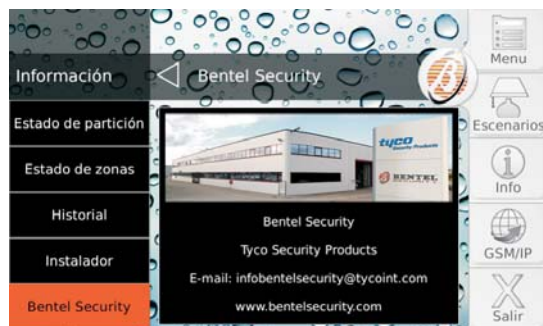 Información
Bentel Security
Menu
Estado de partición
Estado de zonas
Historial
Instalador
Bentel Security
tyco
Security Products
BENTEL
SECURITY
Bentel Security
Tyco Security Products
E-mail: infobentelsecurity@tycoint.com
www.bentelsecurity.com
Escenarios
Info
GSM/IP
Salir